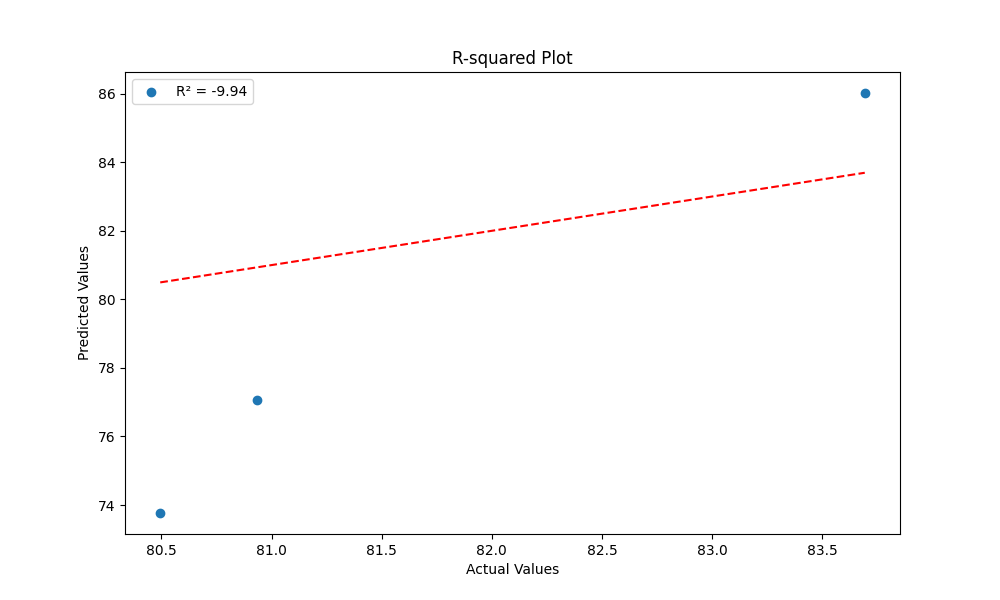 R-squared Plot
R² = -9.94
86
84
82
80
78
76
74
Predicted Values
80.5 81.0 81.5 82.0 82.5 83.0 83.5
Actual Values